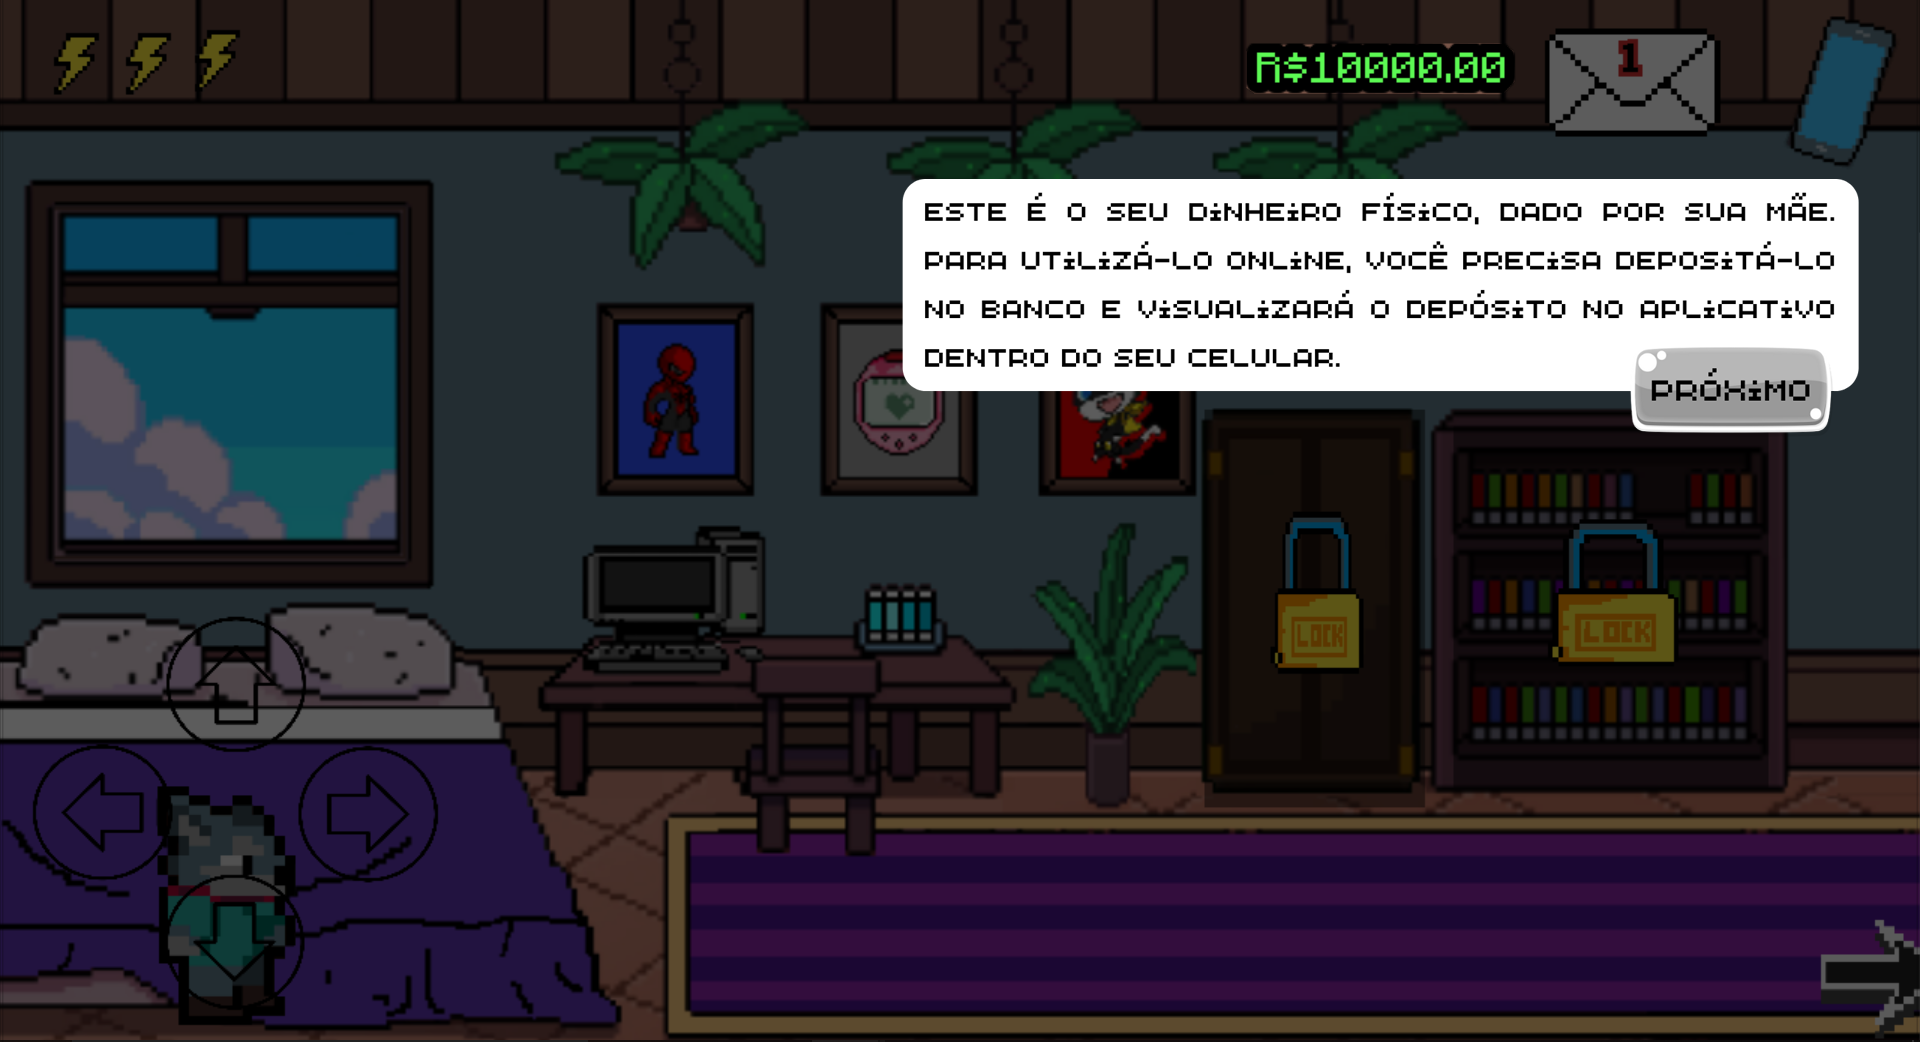 R$10000.00
1
ESTE É O SEU DiNHEiRO FÍSiCO, DADO POR SUA MÃE.
PARA UTiLiZÁ-LO ONLiNE, VOCÊ PRECiSA DEPOSiTÁ-LO
NO BANCO E ViSUALiZARÁ O DEPÓSiTO NO APLiCATiVO
DENTRO DO SEU CELULAR.
PRÓXiMO
LOCK
LOCK